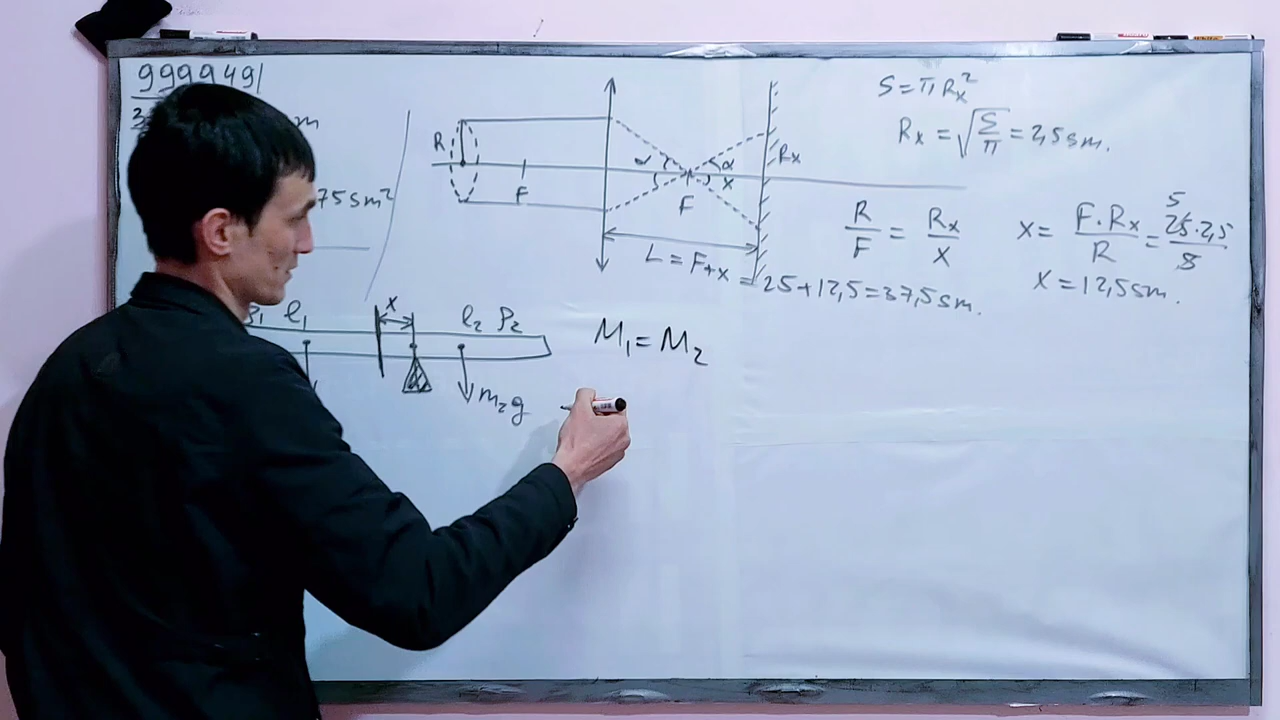 999949
m
75sm²
R
F
α
α
x
F
Rx
L = F+x = 25+12,5=37,5sm.
S=πRx²
Rx = √(S/π) = 2,5sm.
R/F = Rx/x
x = F·Rx/R = 25·2,5/5
5
x = 12,5sm.
ℓ₁
x
ℓ₂ ρ₂
m₂g
M₁=M₂